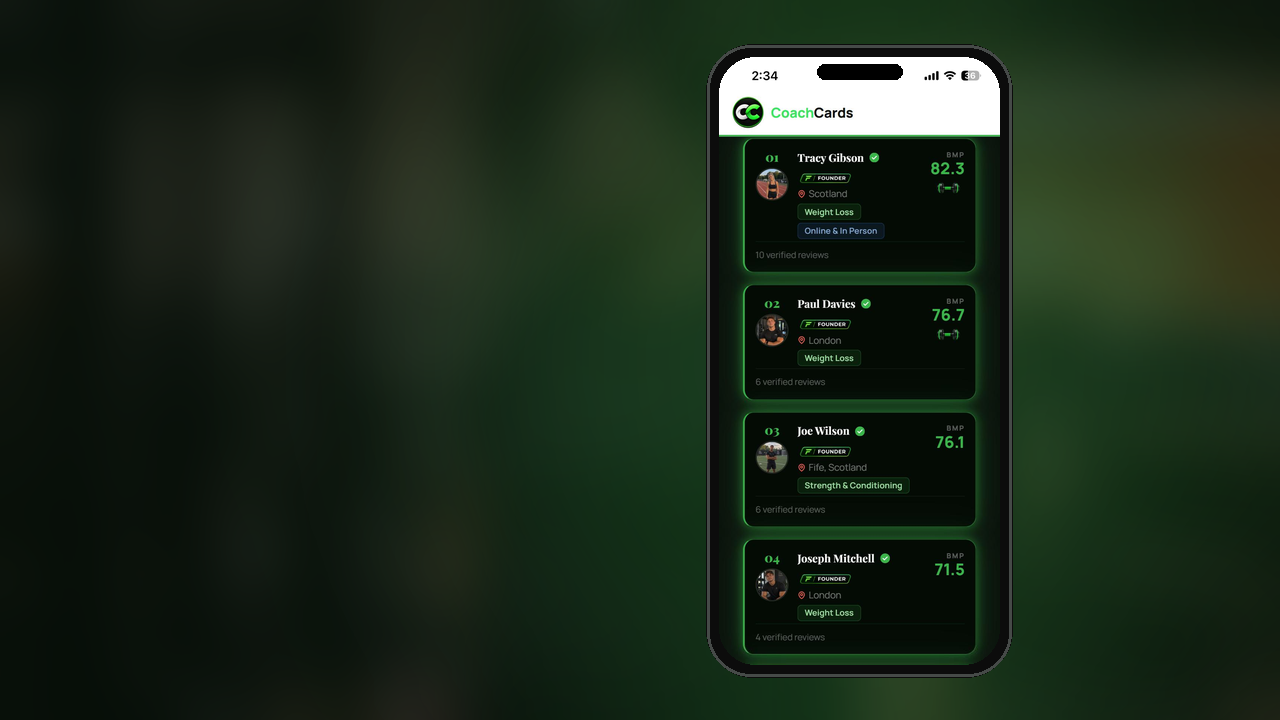 2:34
36
CC
CoachCards
01
Tracy Gibson
BMP
82.3
FOUNDER
Scotland
Weight Loss
Online & In Person
10 verified reviews
02
Paul Davies
BMP
76.7
FOUNDER
London
Weight Loss
6 verified reviews
03
Joe Wilson
BMP
76.1
FOUNDER
Fife, Scotland
Strength & Conditioning
6 verified reviews
04
Joseph Mitchell
BMP
71.5
FOUNDER
London
Weight Loss
4 verified reviews